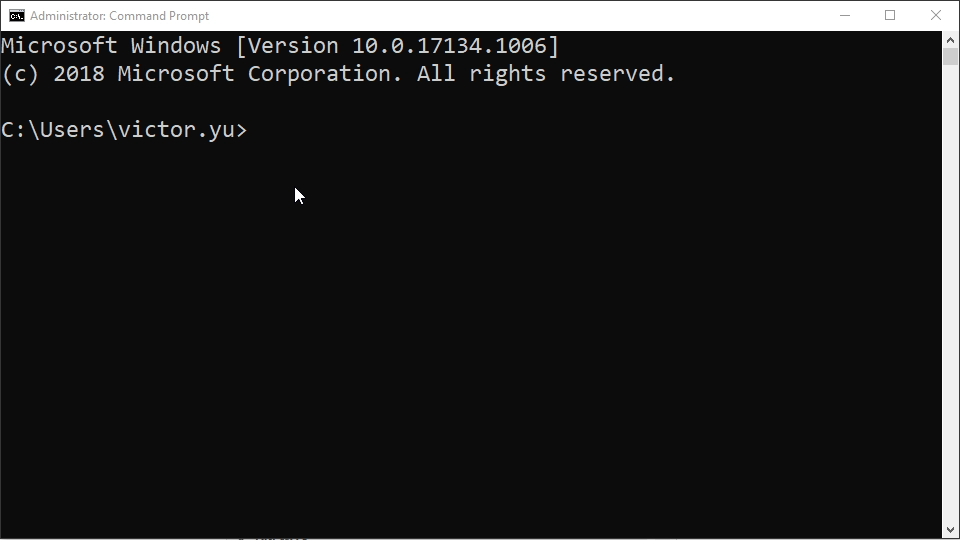 Administrator: Command Prompt
Microsoft Windows [Version 10.0.17134.1006]
(c) 2018 Microsoft Corporation. All rights reserved.
C:\Users\victor.yu>